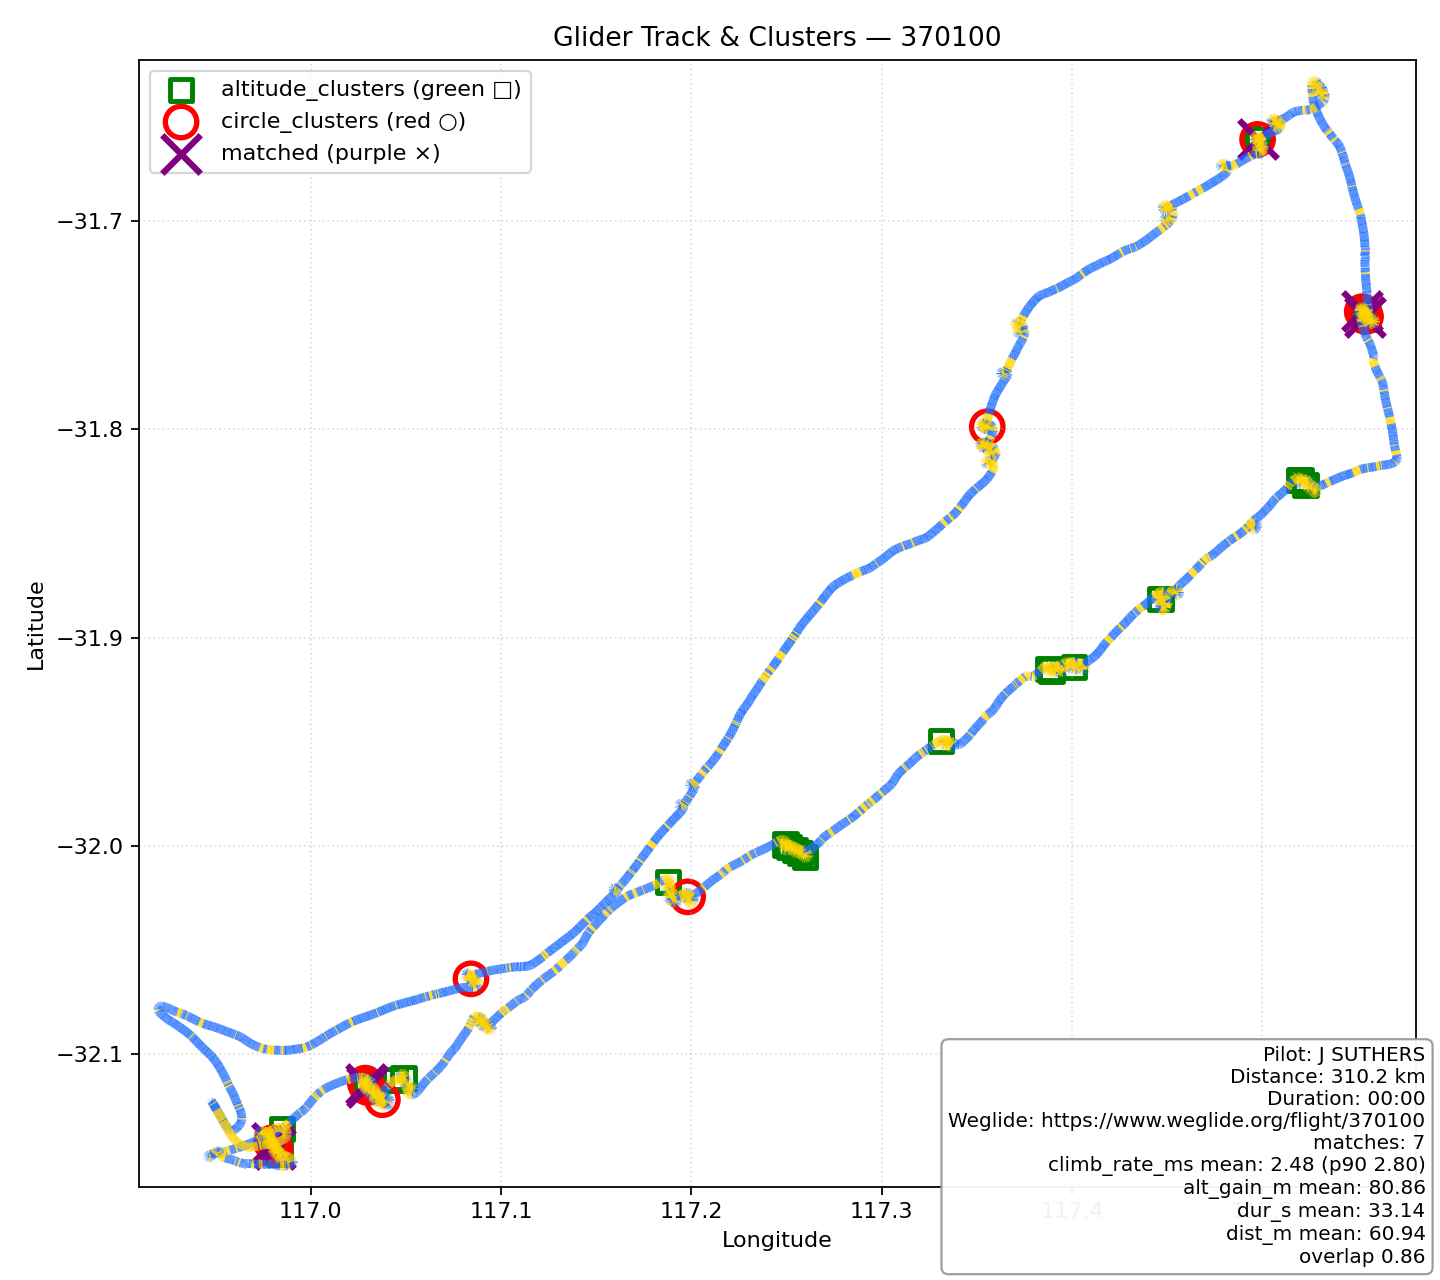 Glider Track & Clusters — 370100
altitude_clusters (green □)
circle_clusters (red ○)
matched (purple ×)
−31.7
−31.8
−31.9
−32.0
−32.1
Latitude
117.0
117.1
117.2
117.3
117.4
Longitude
Pilot: J SUTHERS
Distance: 310.2 km
Duration: 00:00
Weglide: https://www.weglide.org/flight/370100
matches: 7
climb_rate_ms mean: 2.48 (p90 2.80)
alt_gain_m mean: 80.86
dur_s mean: 33.14
dist_m mean: 60.94
overlap 0.86